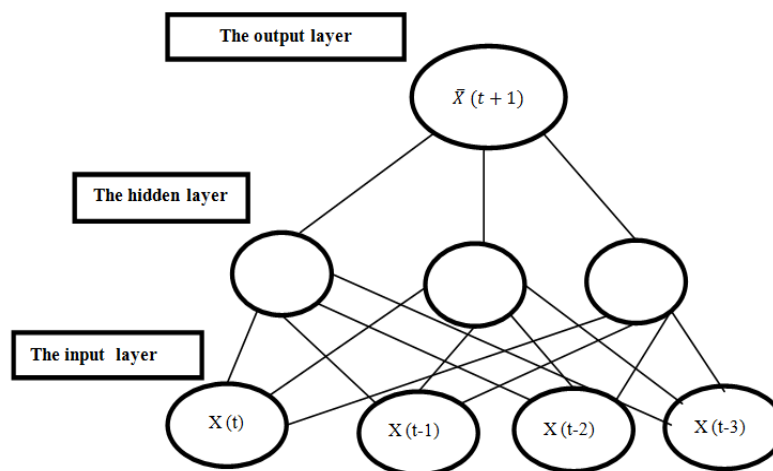 The output layer
X̄ (t + 1)
The hidden layer
The input layer
X (t)
X (t-1)
X (t-2)
X (t-3)